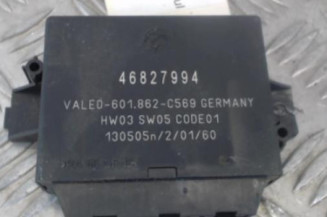 46827994
VALEO-601.862-C569 GERMANY
HW03 SW05 CODE01
130505n/2/01/60